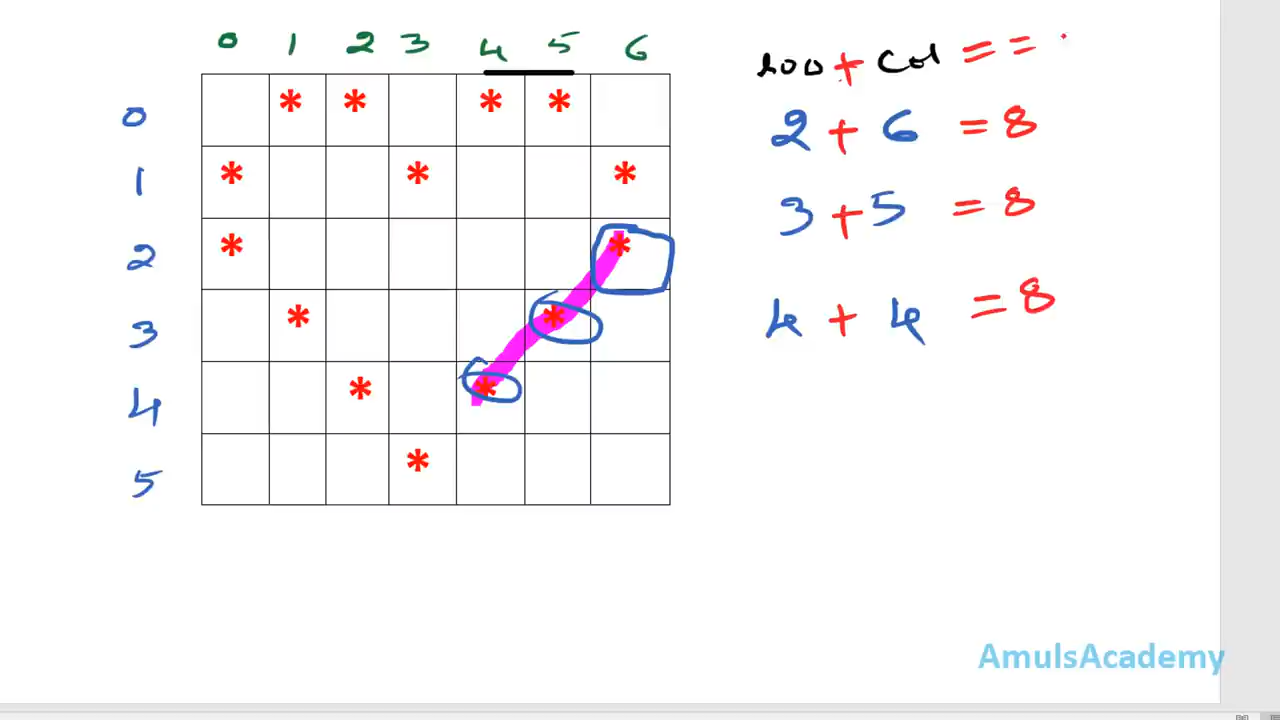 0 1 2 3 4 5 6
row + col = =
0 * * * *
2 + 6 = 8
1 * * *
3 + 5 = 8
2 * *
3 * *
4 + 4 = 8
4 * *
5 *
AmulsAcademy